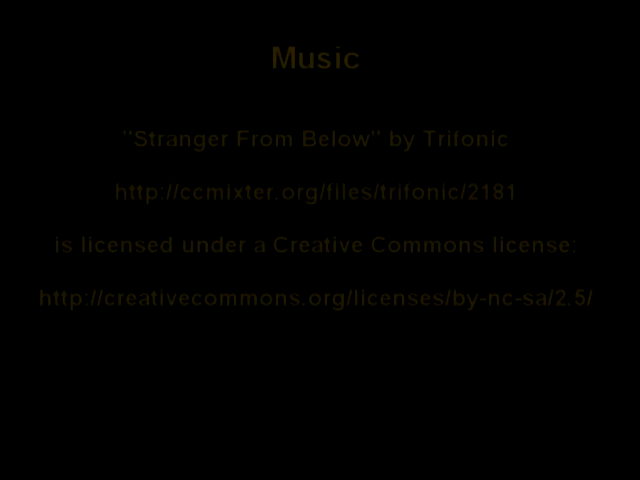 Music
"Stranger From Below" by Trifonic
http://ccmixter.org/files/trifonic/2181
is licensed under a Creative Commons license:
http://creativecommons.org/licenses/by-nc-sa/2.5/